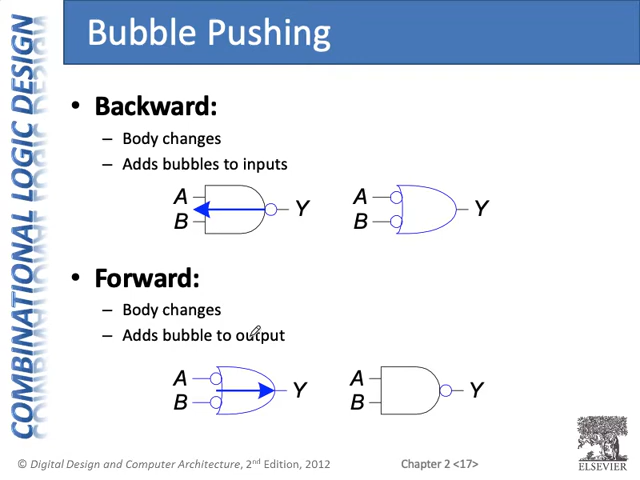 COMBINATIONAL LOGIC DESIGN
Bubble Pushing
• Backward:
– Body changes
– Adds bubbles to inputs
A
B
Y
A
B
Y
• Forward:
– Body changes
– Adds bubble to output
A
B
Y
A
B
Y
© Digital Design and Computer Architecture, 2nd Edition, 2012
Chapter 2 <17>
ELSEVIER